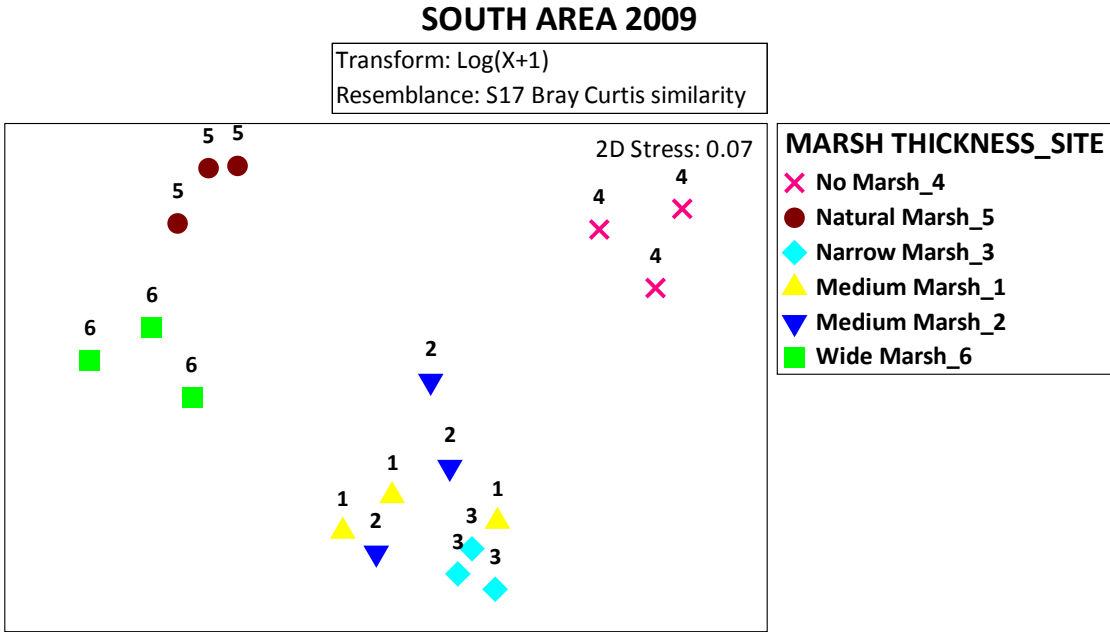 SOUTH AREA 2009
Transform: Log(X+1)
Resemblance: S17 Bray Curtis similarity
2D Stress: 0.07
5 5
5
4
4
4
6
6
6
2
2
1
1
1
2
3
3
3
MARSH THICKNESS_SITE
No Marsh_4
Natural Marsh_5
Narrow Marsh_3
Medium Marsh_1
Medium Marsh_2
Wide Marsh_6